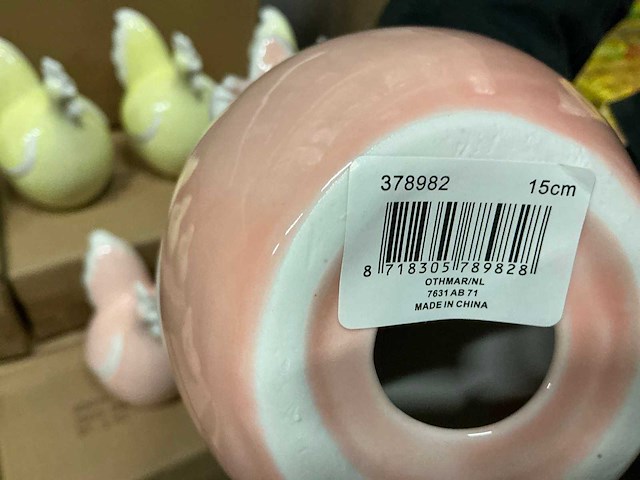 378982 15cm
8 718305 789828
OTHMAR/NL
7631 AB 71
MADE IN CHINA